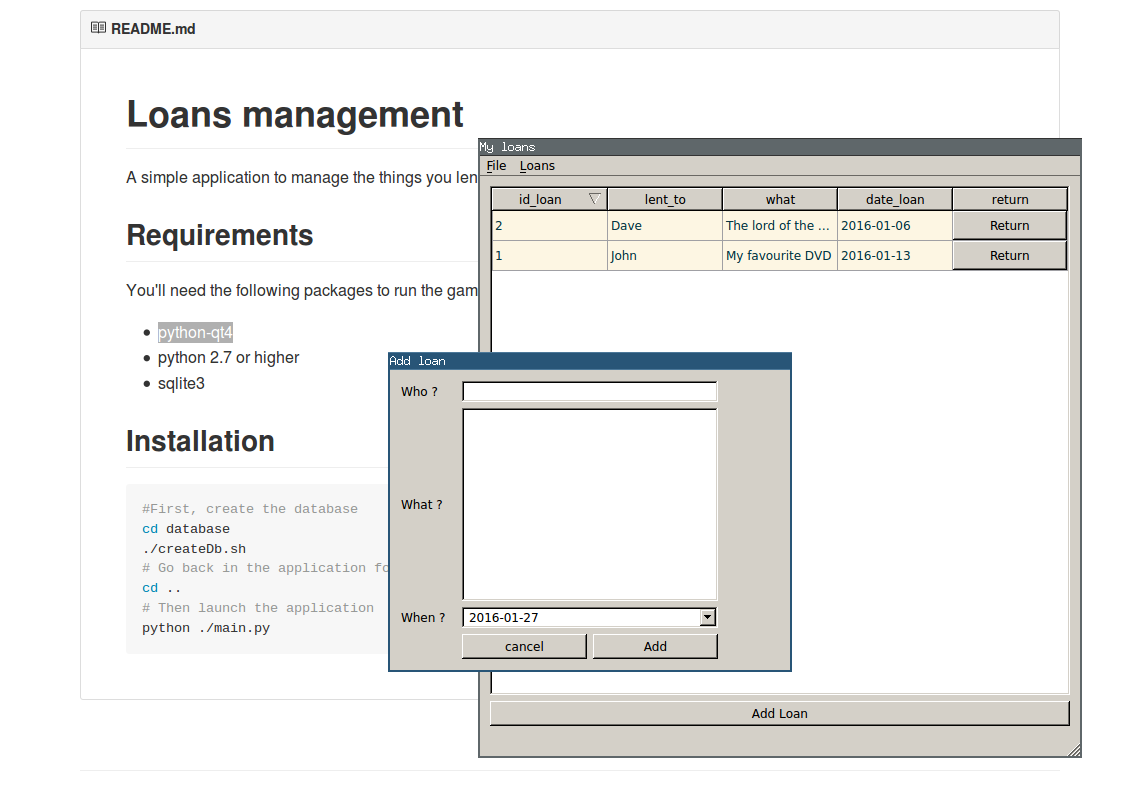 README.md
Loans management
A simple application to manage the things you len
Requirements
You'll need the following packages to run the gam
python-qt4
python 2.7 or higher
sqlite3
Installation
#First, create the database
cd database
./createDb.sh
# Go back in the application fo
cd ..
# Then launch the application
python ./main.py
My loans
File Loans
id_loan lent_to what date_loan return
2 Dave The lord of the ... 2016-01-06 Return
1 John My favourite DVD 2016-01-13 Return
Add loan
Who ?
What ?
When ? 2016-01-27
cancel Add
Add Loan